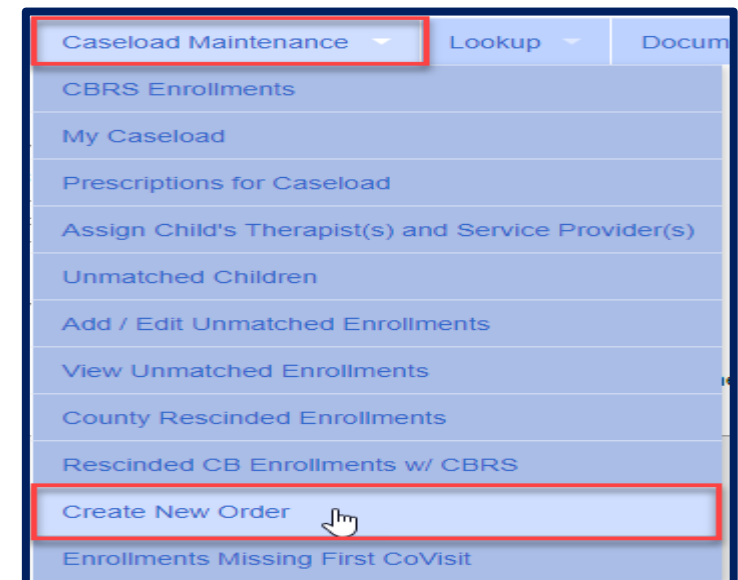 Caseload Maintenance Lookup Docum
CBRS Enrollments
My Caseload
Prescriptions for Caseload
Assign Child's Therapist(s) and Service Provider(s)
Unmatched Children
Add / Edit Unmatched Enrollments
View Unmatched Enrollments
County Rescinded Enrollments
Rescinded CB Enrollments w/ CBRS
Create New Order
Enrollments Missing First CoVisit